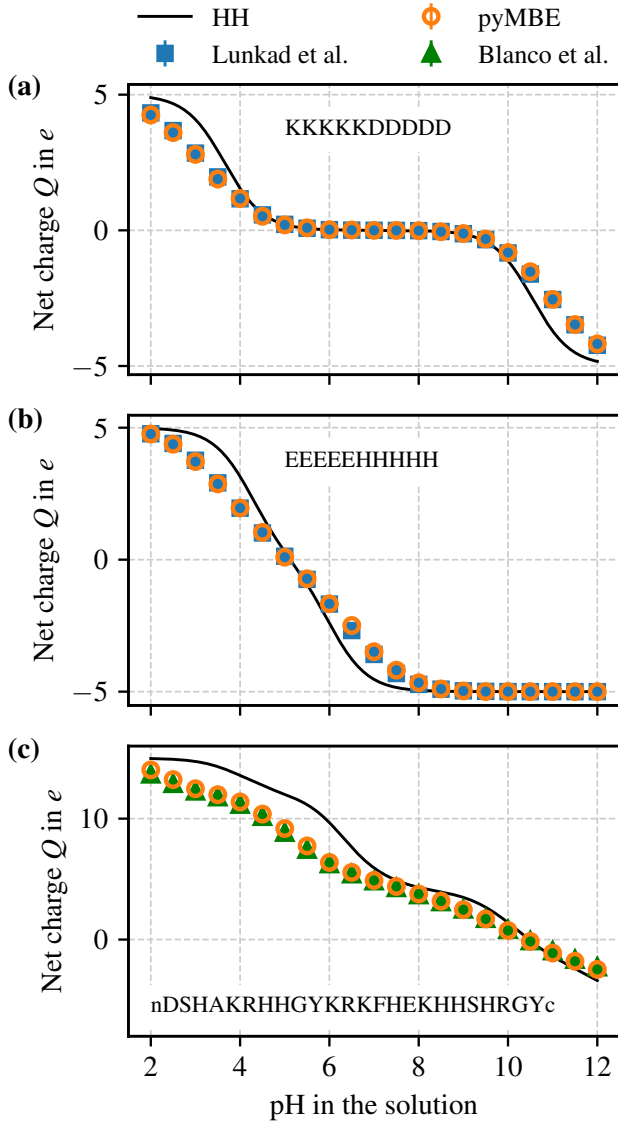 HH
pyMBE
Lunkad et al.
Blanco et al.
(a)
5
0
−5
Net charge Q in e
KKKKKDDDDD
(b)
5
0
−5
Net charge Q in e
EEEEEHHHHH
(c)
10
0
Net charge Q in e
nDSHAKRHHGYKRKFHEKHHSHRGYc
2 4 6 8 10 12
pH in the solution